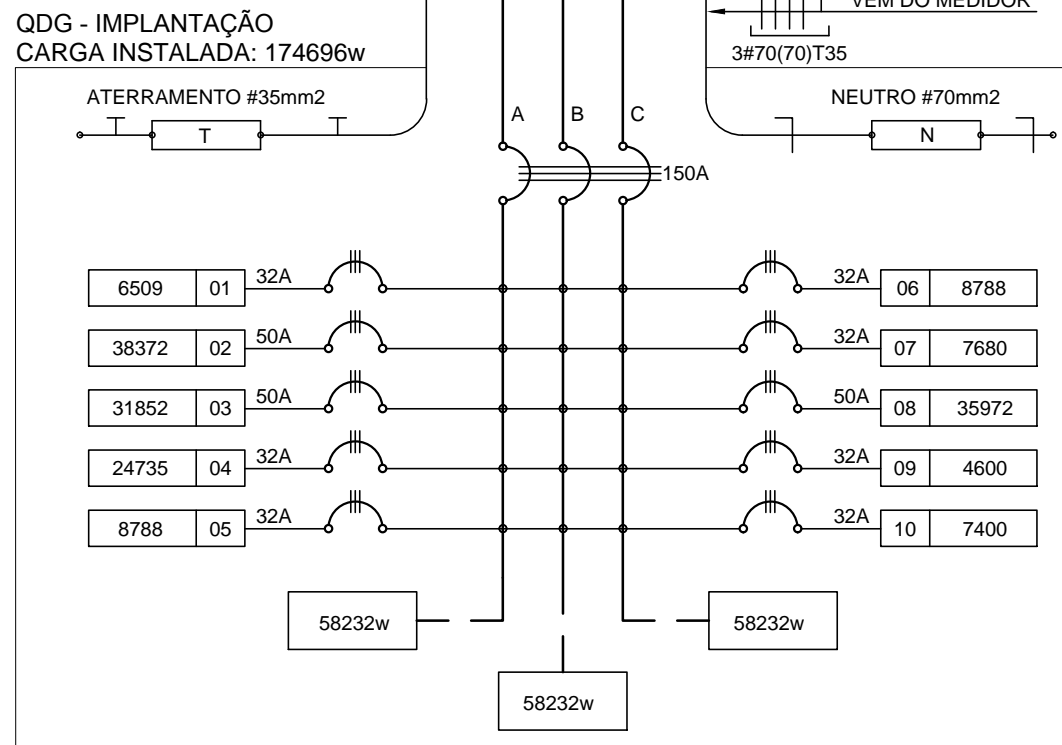 QDG - IMPLANTAÇÃO
CARGA INSTALADA: 174696w
VEM DO MEDIDOR
3#70(70)T35
ATERRAMENTO #35mm2
T
NEUTRO #70mm2
N
A B C
150A
6509 01 32A
32A 06 8788
38372 02 50A
32A 07 7680
31852 03 50A
50A 08 35972
24735 04 32A
32A 09 4600
8788 05 32A
32A 10 7400
58232w
58232w
58232w